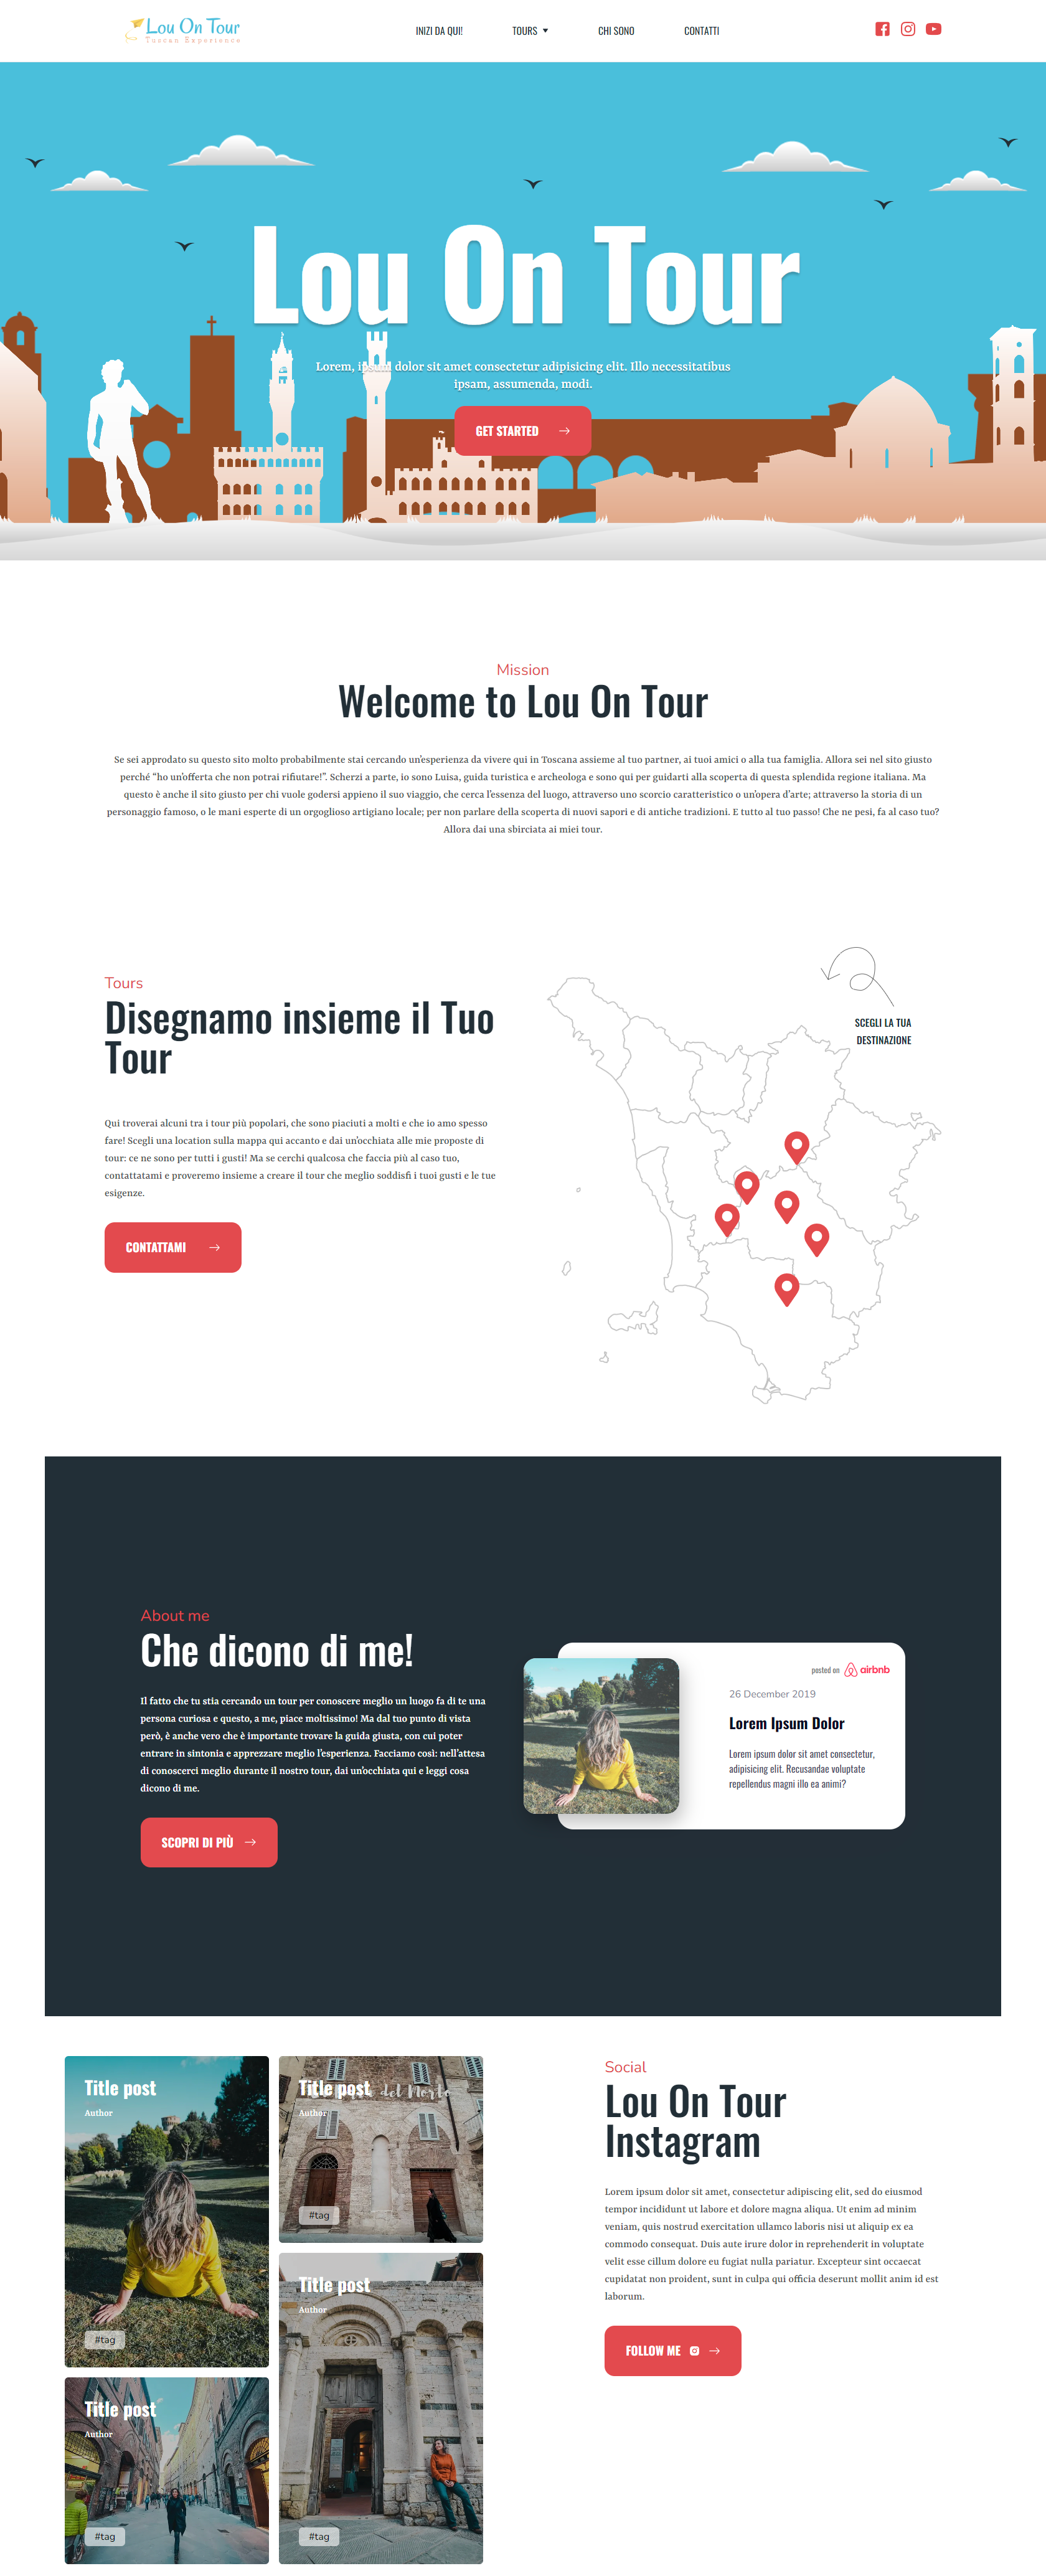 Lou On Tour
Tuscan Experience
INIZI DA QUI!
TOURS
CHI SONO
CONTATTI
Lou On Tour
Lorem, ipsum dolor sit amet consectetur adipisicing elit. Illo necessitatibus
ipsam, assumenda, modi.
GET STARTED
Mission
Welcome to Lou On Tour
Se sei approdato su questo sito molto probabilmente stai cercando un'esperienza da vivere qui in Toscana assieme al tuo partner, ai tuoi amici o alla tua famiglia. Allora sei nel sito giusto
perché "ho un'offerta che non potrai rifiutare!". Scherzi a parte, io sono Luisa, guida turistica e archeologa e sono qui per guidarti alla scoperta di questa splendida regione italiana. Ma
questo è anche il sito giusto per chi vuole godersi appieno il suo viaggio, che cerca l'essenza del luogo, attraverso uno scorcio caratteristico o un'opera d'arte; attraverso la storia di un
personaggio famoso, o le mani esperte di un orgoglioso artigiano locale; per non parlare della scoperta di nuovi sapori e di antiche tradizioni. E tutto al tuo passo! Che ne pesi, fa al caso tuo?
Allora dai una sbirciata ai miei tour.
Tours
Disegnamo insieme il Tuo
Tour
Qui troverai alcuni tra i tour più popolari, che sono piaciuti a molti e che io amo spesso
fare! Scegli una location sulla mappa qui accanto e dai un'occhiata alle mie proposte di
tour: ce ne sono per tutti i gusti! Ma se cerchi qualcosa che faccia più al caso tuo,
contattatami e proveremo insieme a creare il tour che meglio soddisfi i tuoi gusti e le tue
esigenze.
CONTATTAMI
SCEGLI LA TUA
DESTINAZIONE
About me
Che dicono di me!
Il fatto che tu stia cercando un tour per conoscere meglio un luogo fa di te una
persona curiosa e questo, a me, piace moltissimo! Ma dal tuo punto di vista
però, è anche vero che è importante trovare la guida giusta, con cui poter
entrare in sintonia e apprezzare meglio l'esperienza. Facciamo così: nell'attesa
di conoscerci meglio durante il nostro tour, dai un'occhiata qui e leggi cosa
dicono di me.
SCOPRI DI PIÙ
posted on airbnb
26 December 2019
Lorem Ipsum Dolor
Lorem ipsum dolor sit amet consectetur,
adipisicing elit. Recusandae voluptate
repellendus magni illo ea animi?
Title post
Author
#tag
Title post
del Morto
Author
#tag
Title post
Author
#tag
Title post
Author
#tag
Social
Lou On Tour
Instagram
Lorem ipsum dolor sit amet, consectetur adipiscing elit, sed do eiusmod
tempor incididunt ut labore et dolore magna aliqua. Ut enim ad minim
veniam, quis nostrud exercitation ullamco laboris nisi ut aliquip ex ea
commodo consequat. Duis aute irure dolor in reprehenderit in voluptate
velit esse cillum dolore eu fugiat nulla pariatur. Excepteur sint occaecat
cupidatat non proident, sunt in culpa qui officia deserunt mollit anim id est
laborum.
FOLLOW ME